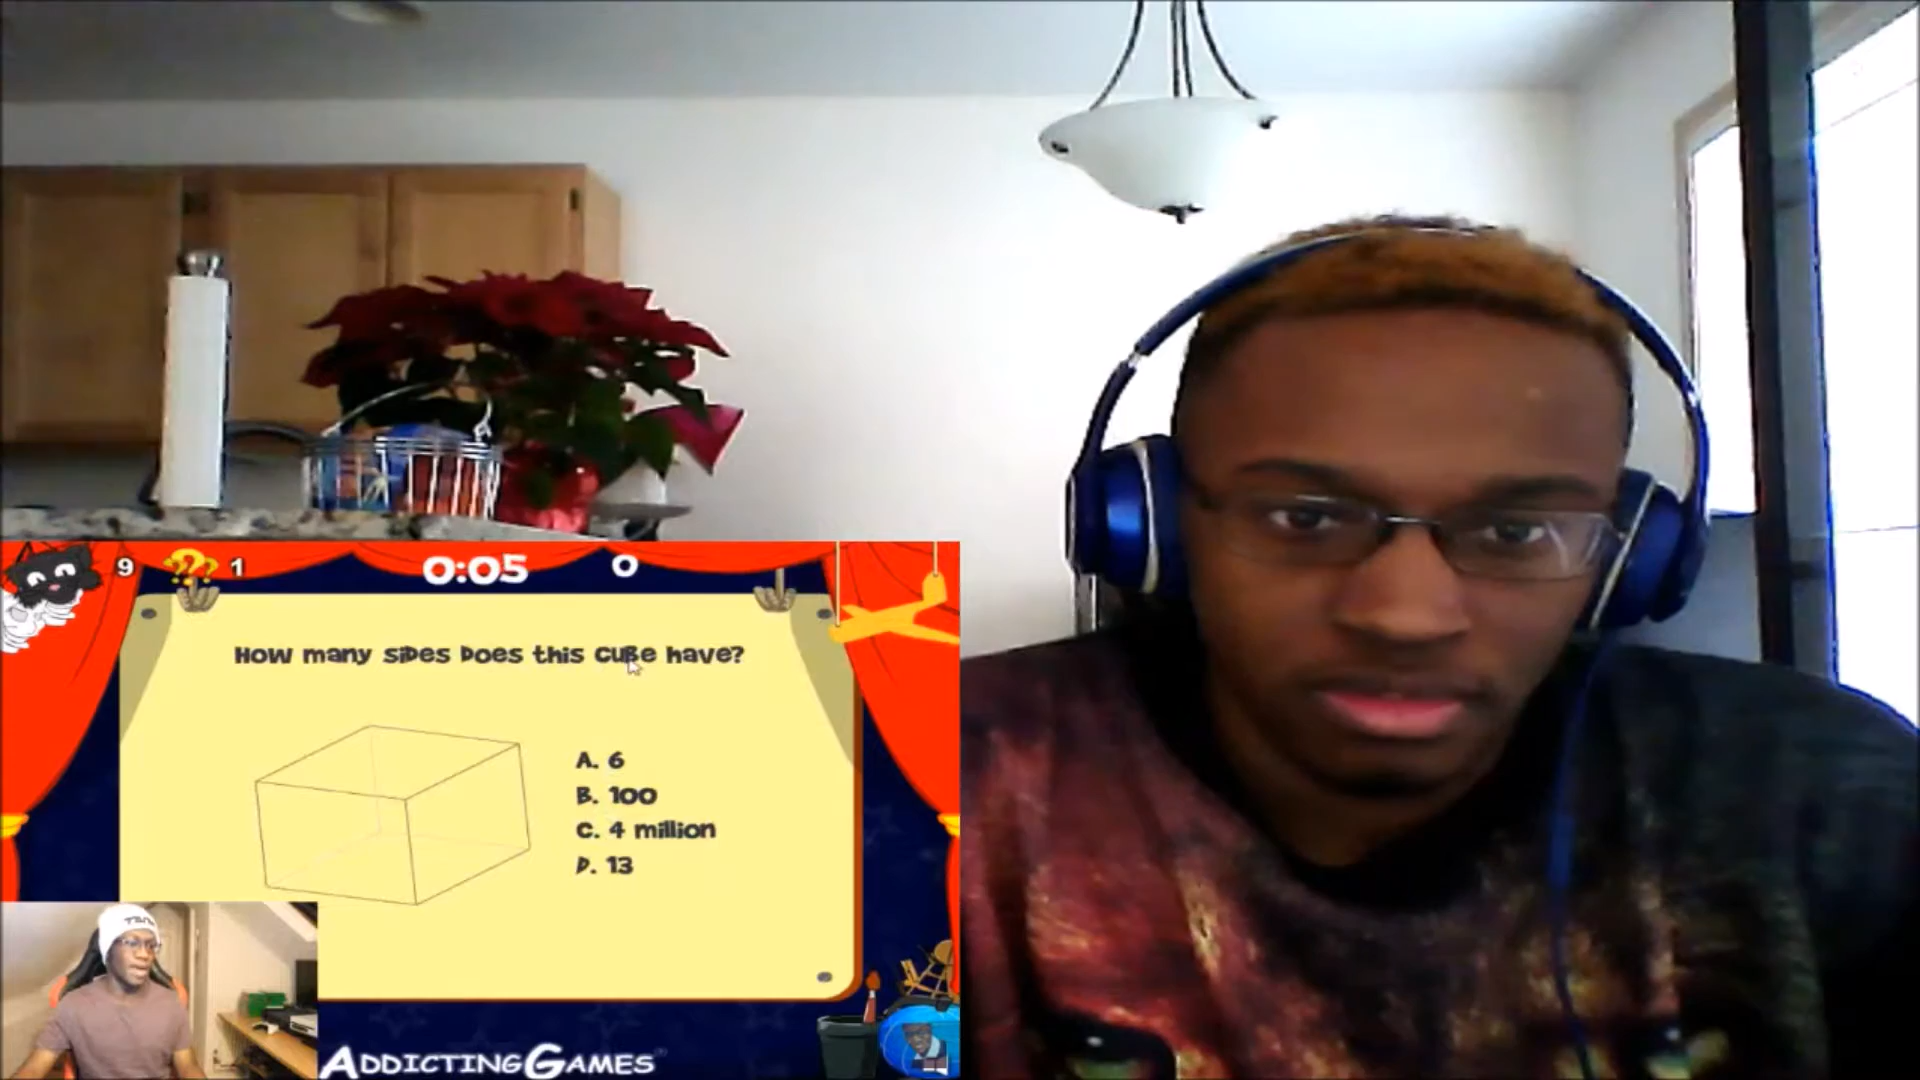 9
1
0:05
0
How many sides does this cube have?
A. 6
B. 100
C. 4 million
D. 13
AddictingGames